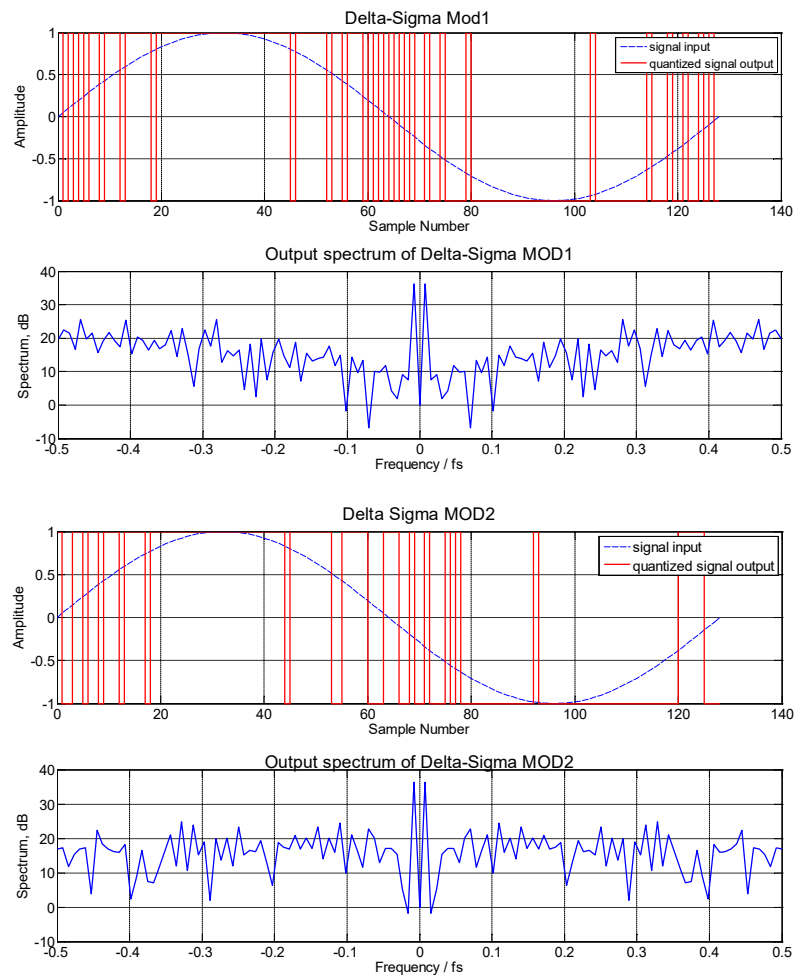 Delta-Sigma Mod1
1
0.5
0
-0.5
-1
Amplitude
signal input
quantized signal output
0 20 40 60 80 100 120 140
Sample Number
Output spectrum of Delta-Sigma MOD1
40
30
20
10
0
-10
Spectrum, dB
-0.5 -0.4 -0.3 -0.2 -0.1 0 0.1 0.2 0.3 0.4 0.5
Frequency / fs
Delta Sigma MOD2
1
0.5
0
-0.5
-1
Amplitude
signal input
quantized signal output
0 20 40 60 80 100 120 140
Sample Number
Output spectrum of Delta-Sigma MOD2
40
30
20
10
0
-10
Spectrum, dB
-0.5 -0.4 -0.3 -0.2 -0.1 0 0.1 0.2 0.3 0.4 0.5
Frequency / fs